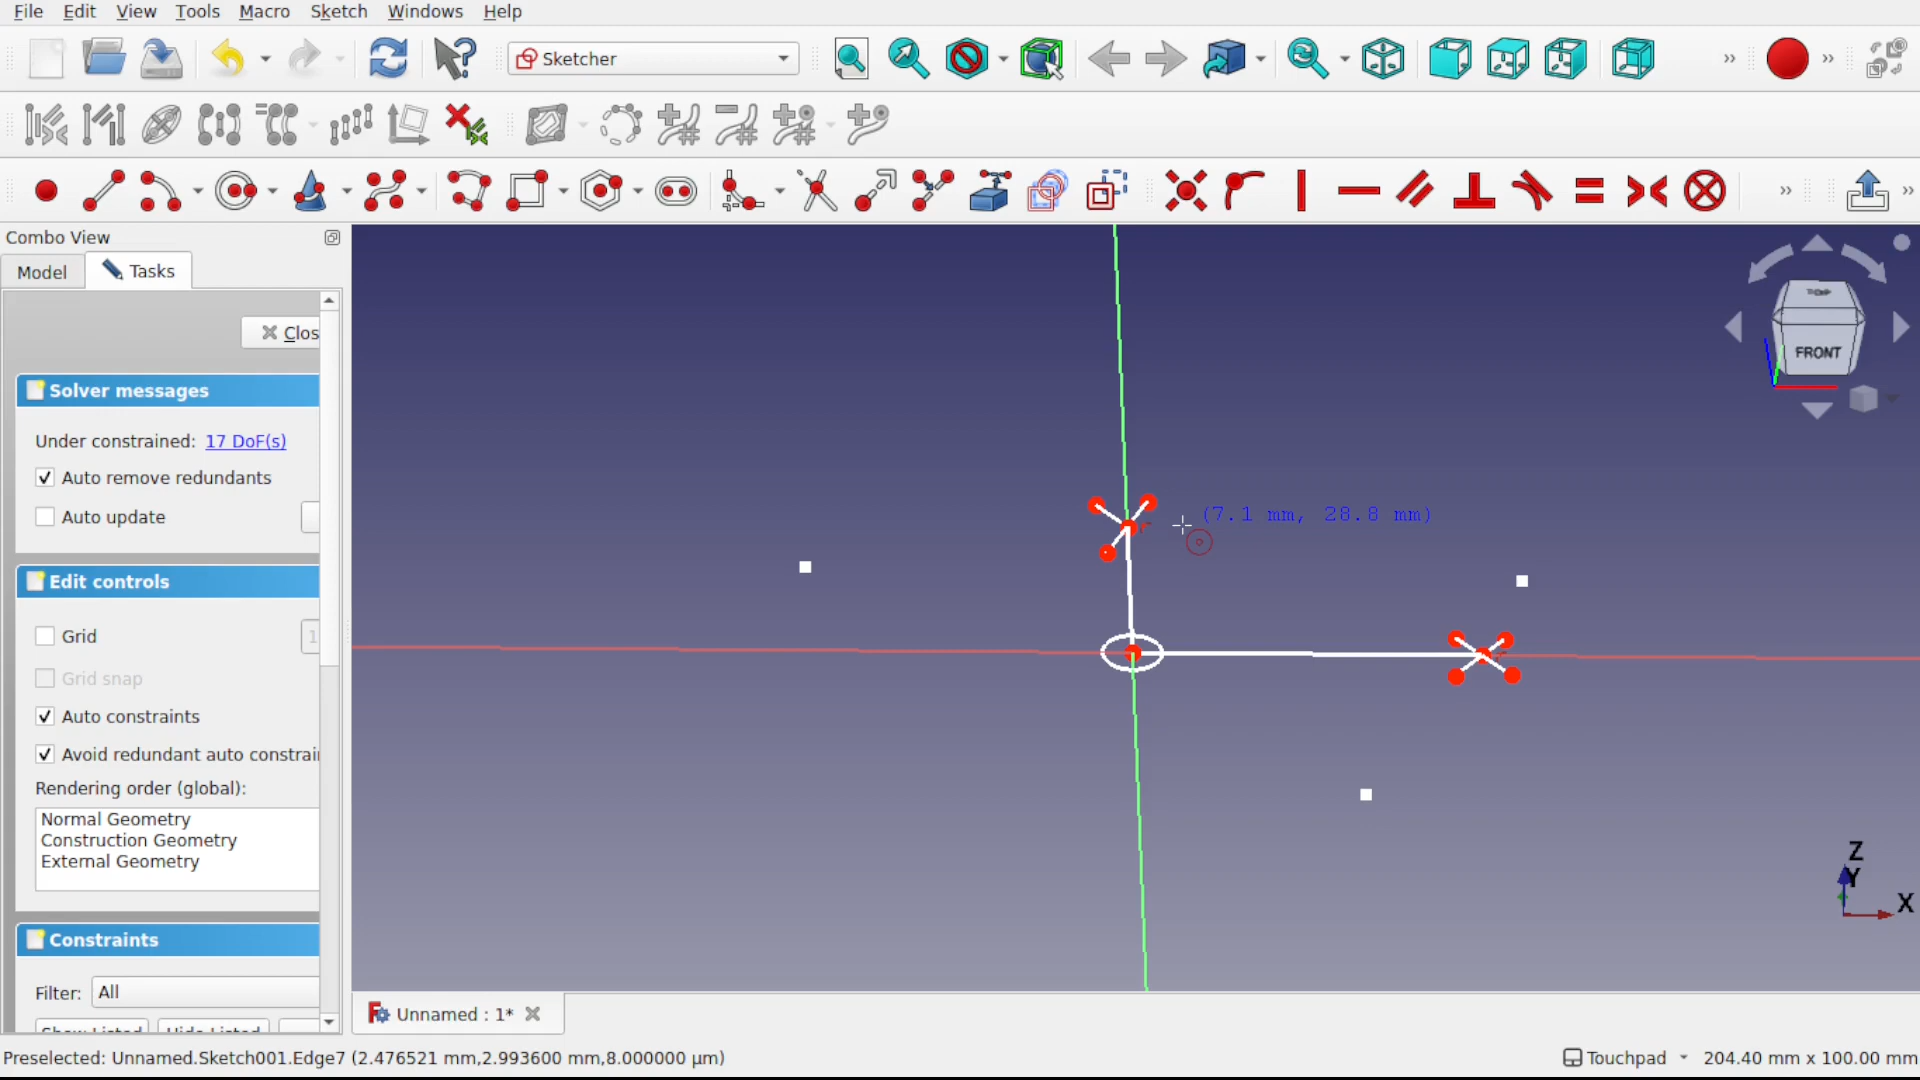 File Edit View Tools Macro Sketch Windows Help
Sketcher
Combo View
Model Tasks
Clos
Solver messages
Under constrained: 17 DoF(s)
Auto remove redundants
Auto update
Edit controls
Grid 1
Grid snap
Auto constraints
Avoid redundant auto constrai
Rendering order (global):
Normal Geometry
Construction Geometry
External Geometry
Constraints
Filter: All
(7.1 mm, 28.8 mm)
FRONT
Z
Y
X
Unnamed : 1*
Preselected: Unnamed.Sketch001.Edge7 (2.476521 mm,2.993600 mm,8.000000 μm)
Touchpad 204.40 mm x 100.00 mm